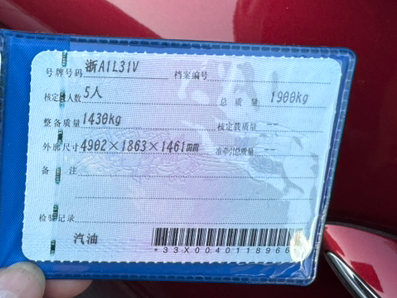 号牌号码 浙A1L31V 档案编号
核定载人数 5人 总质量 1900kg
整备质量 1430kg 核定载质量 --
外廓尺寸 4902×1863×1461mm 准牵引总质量 --
备注
检验记录
汽油